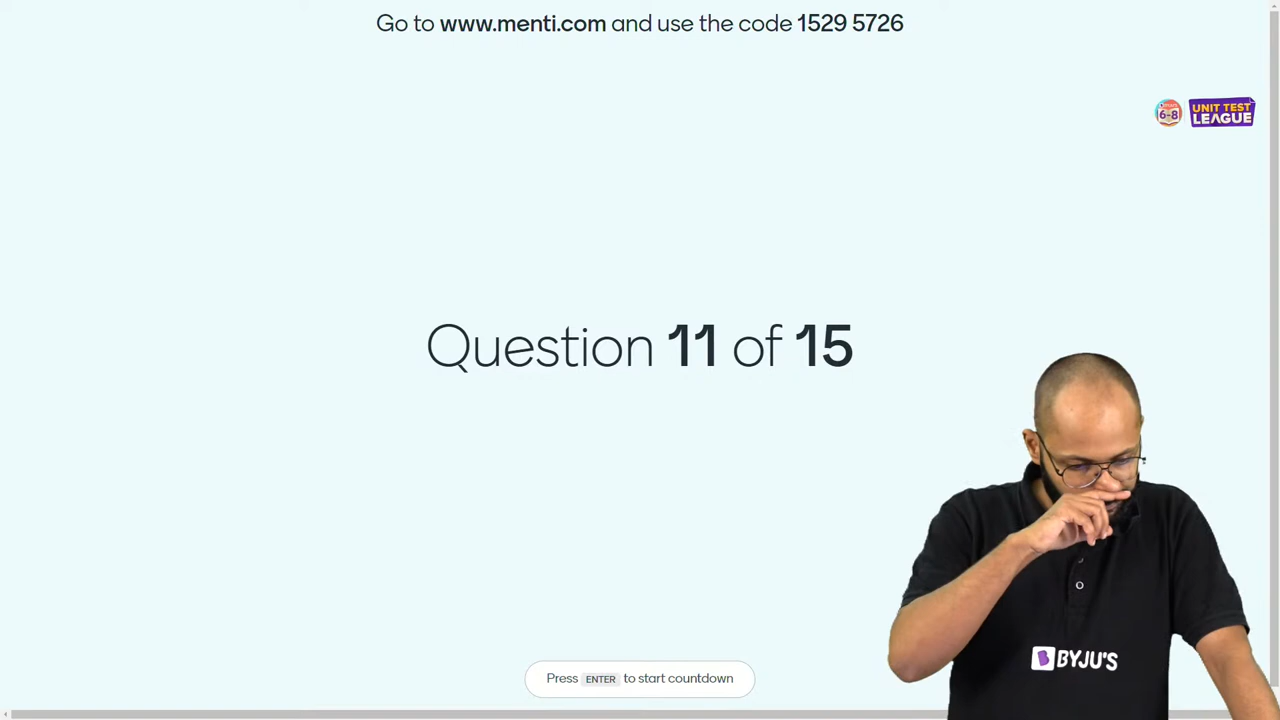 Go to www.menti.com and use the code 1529 5726
6-8
UNIT TEST
LEAGUE
Question 11 of 15
BYJU'S
Press ENTER to start countdown